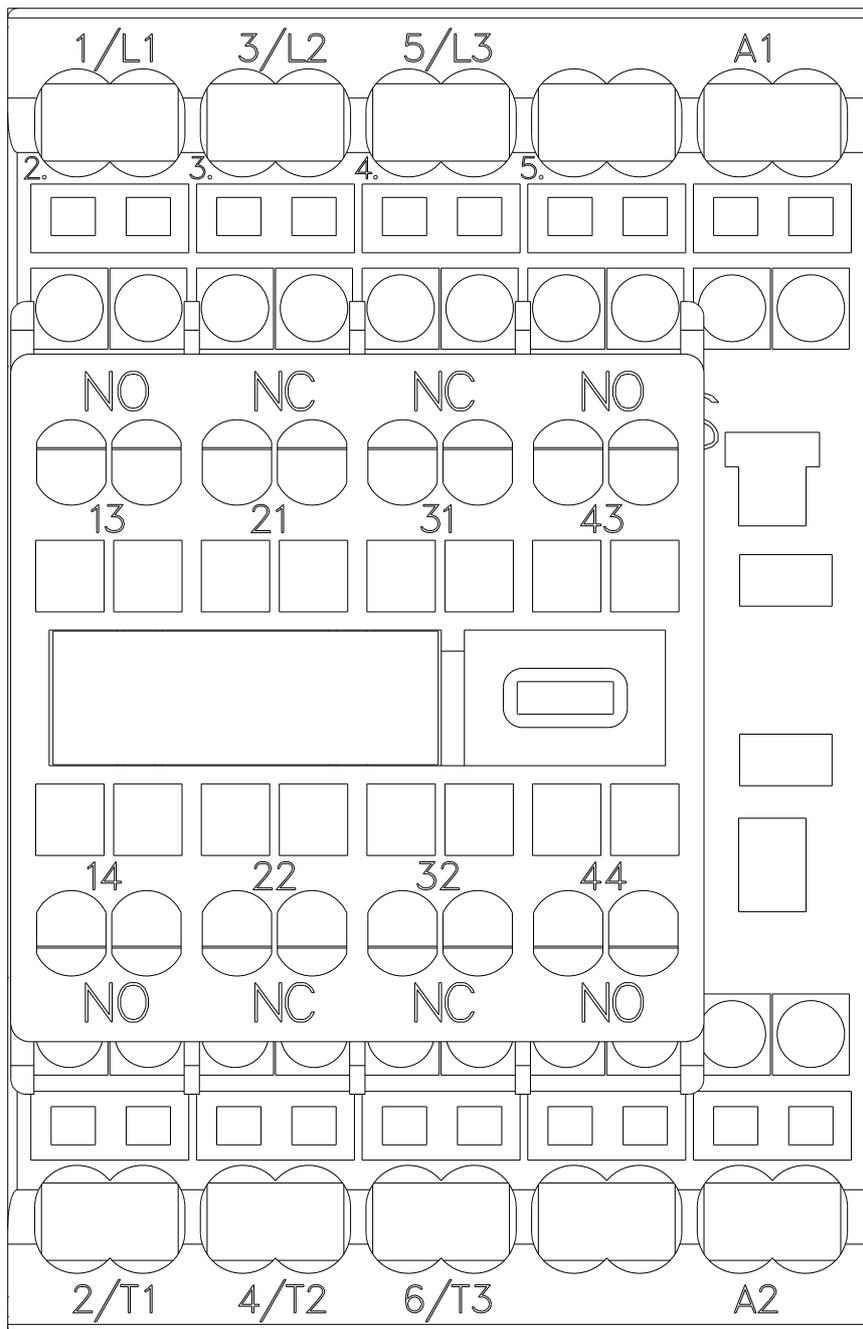 1/L1 3/L2 5/L3 A1
2. 3. 4. 5.
NO NC NC NO
13 21 31 43
14 22 32 44
NO NC NC NO
2/T1 4/T2 6/T3 A2